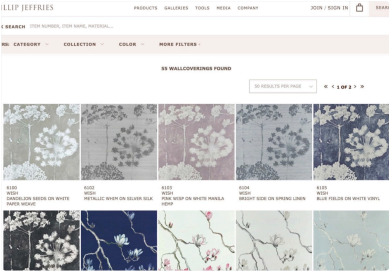 PHILLIP JEFFRIES
PRODUCTS GALLERIES TOOLS MEDIA COMPANY
JOIN / SIGN IN
SEAR
SEARCH ITEM NUMBER, ITEM NAME, MATERIAL...
RS: CATEGORY COLLECTION COLOR MORE FILTERS
55 WALLCOVERINGS FOUND
50 RESULTS PER PAGE
« < 1 OF 2 > »
6100
WISH
DANDELION SEEDS ON WHITE
PAPER WEAVE
6102
WISH
METALLIC WHIM ON SILVER SILK
6103
WISH
PINK WISP ON WHITE MANILA
HEMP
6104
WISH
BRIGHT SIDE ON SPRING LINEN
6105
WISH
BLUE FIELDS ON WHITE VINYL